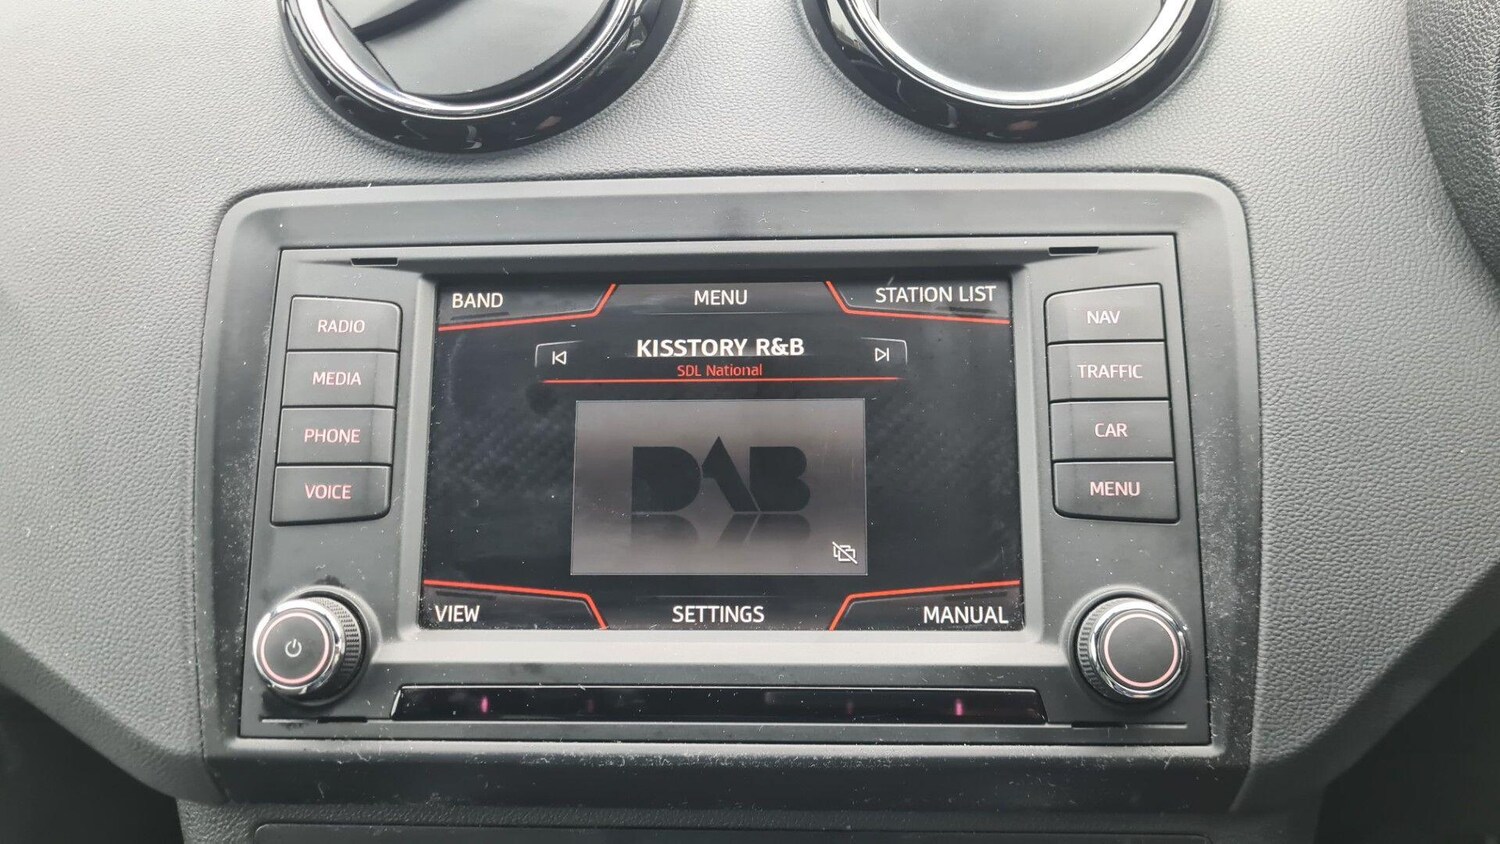 BAND
MENU
STATION LIST
KISSTORY R&B
SDL National
DAB
VIEW
SETTINGS
MANUAL
RADIO
MEDIA
PHONE
VOICE
NAV
TRAFFIC
CAR
MENU